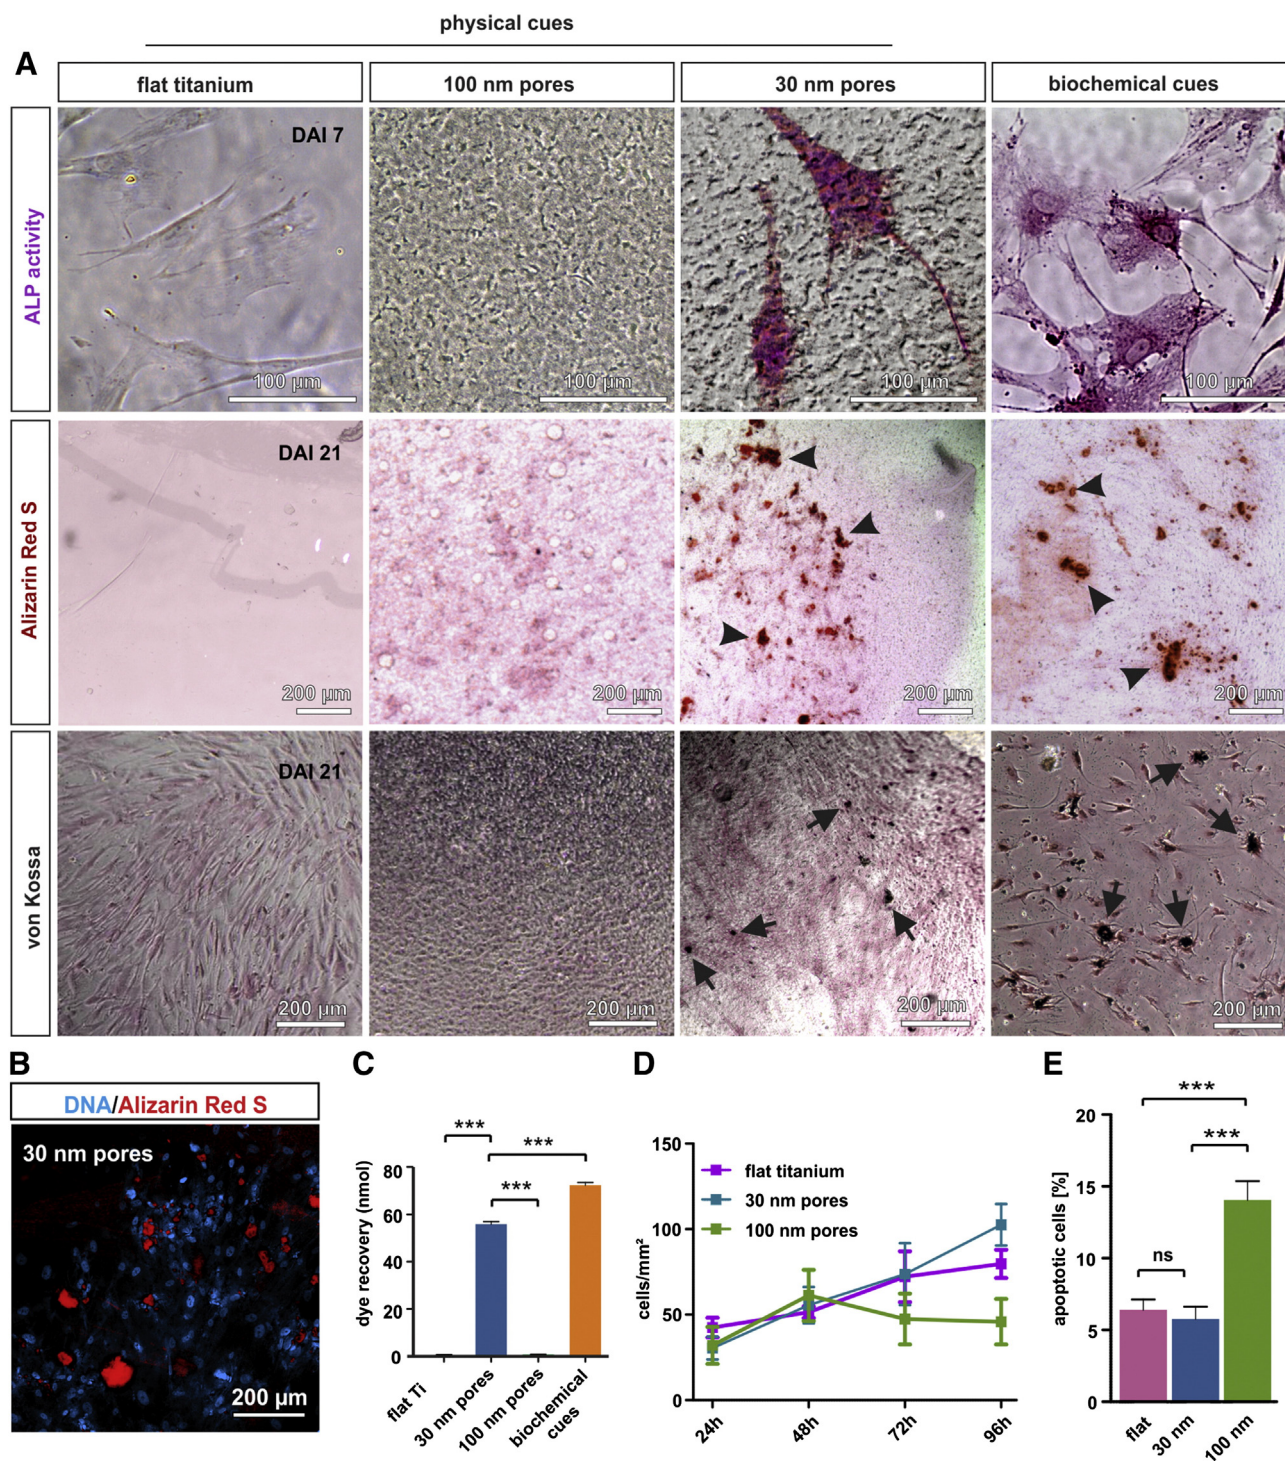 physical cues
A
flat titanium
100 nm pores
30 nm pores
biochemical cues
ALP activity
DAI 7
100 µm
100 µm
100 µm
100 µm
Alizarin Red S
DAI 21
200 µm
200 µm
200 µm
200 µm
von Kossa
DAI 21
200 µm
200 µm
200 µm
200 µm
B
DNA/Alizarin Red S
30 nm pores
200 µm
C
dye recovery (nmol)
80
60
40
20
0
***
***
***
flat Ti
30 nm pores
100 nm pores
biochemical
cues
D
cells/mm²
150
100
50
0
flat titanium
30 nm pores
100 nm pores
24h
48h
72h
96h
E
apoptotic cells [%]
20
15
10
5
0
***
***
ns
flat
30 nm
100 nm